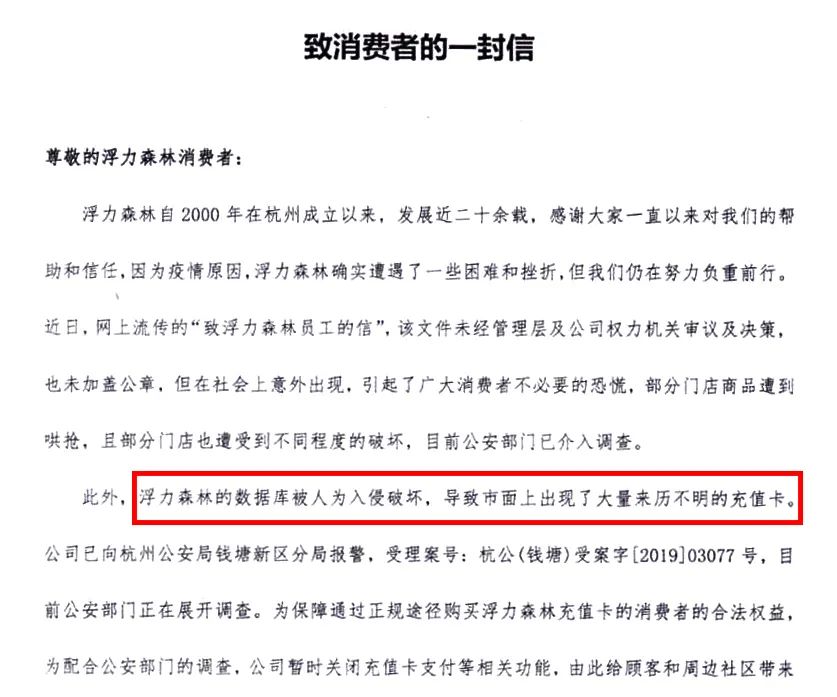 致消费者的一封信
尊敬的浮力森林消费者：
浮力森林自2000年在杭州成立以来，发展近二十余载，感谢大家一直以来对我们的帮
助和信任，因为疫情原因，浮力森林确实遭遇了一些困难和挫折，但我们仍在努力负重前行。
近日，网上流传的“致浮力森林员工的信”，该文件未经管理层及公司权力机关审议及决策，
也未加盖公章，但在社会上意外出现，引起了广大消费者不必要的恐慌，部分门店商品遭到
哄抢，且部分门店也遭受到不同程度的破坏，目前公安部门已介入调查。
此外，浮力森林的数据库被人为入侵破坏，导致市面上出现了大量来历不明的充值卡。
公司已向杭州公安局钱塘新区分局报警，受理案号：杭公(钱塘)受案字[2019]03077号，目
前公安部门正在展开调查。为保障通过正规途径购买浮力森林充值卡的消费者的合法权益，
为配合公安部门的调查，公司暂时关闭充值卡支付等相关功能，由此给顾客和周边社区带来